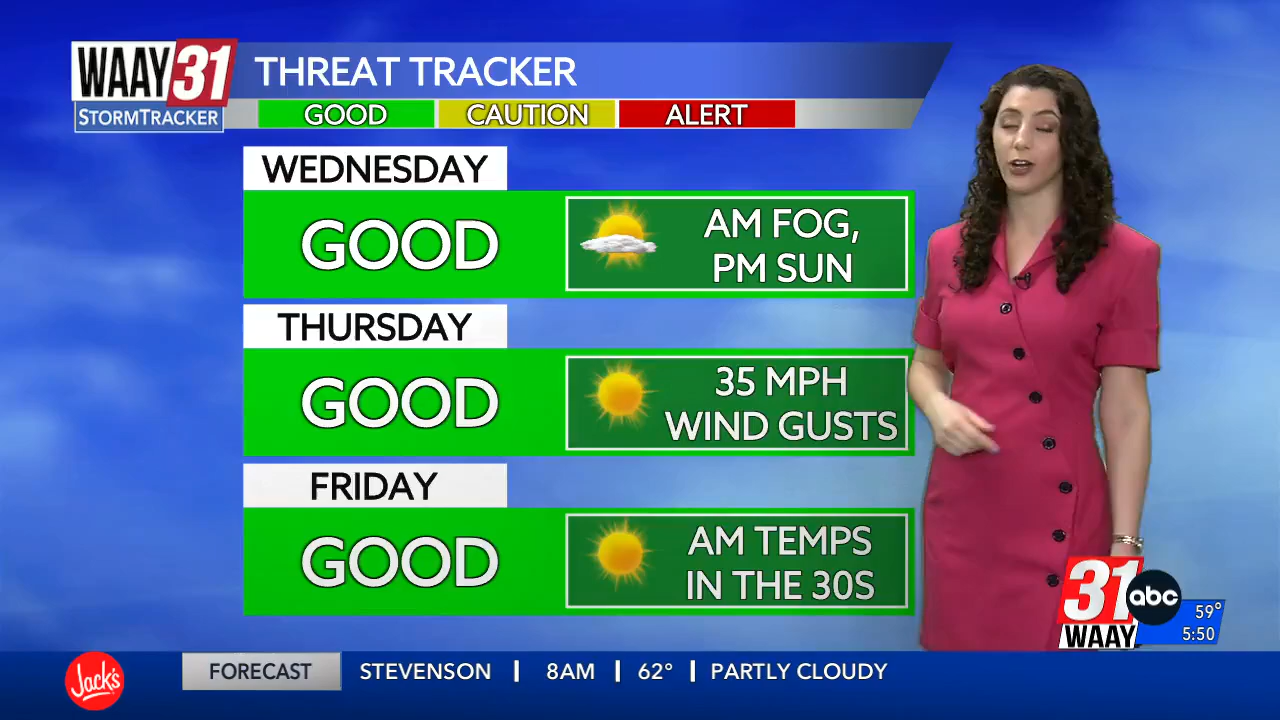 WAAY 31
STORMTRACKER
THREAT TRACKER
GOOD
CAUTION
ALERT
WEDNESDAY
GOOD
AM FOG,
PM SUN
THURSDAY
GOOD
35 MPH
WIND GUSTS
FRIDAY
GOOD
AM TEMPS
IN THE 30S
31
abc
WAAY
59°
5:50
Jack's
FORECAST
STEVENSON | 8AM | 62° | PARTLY CLOUDY